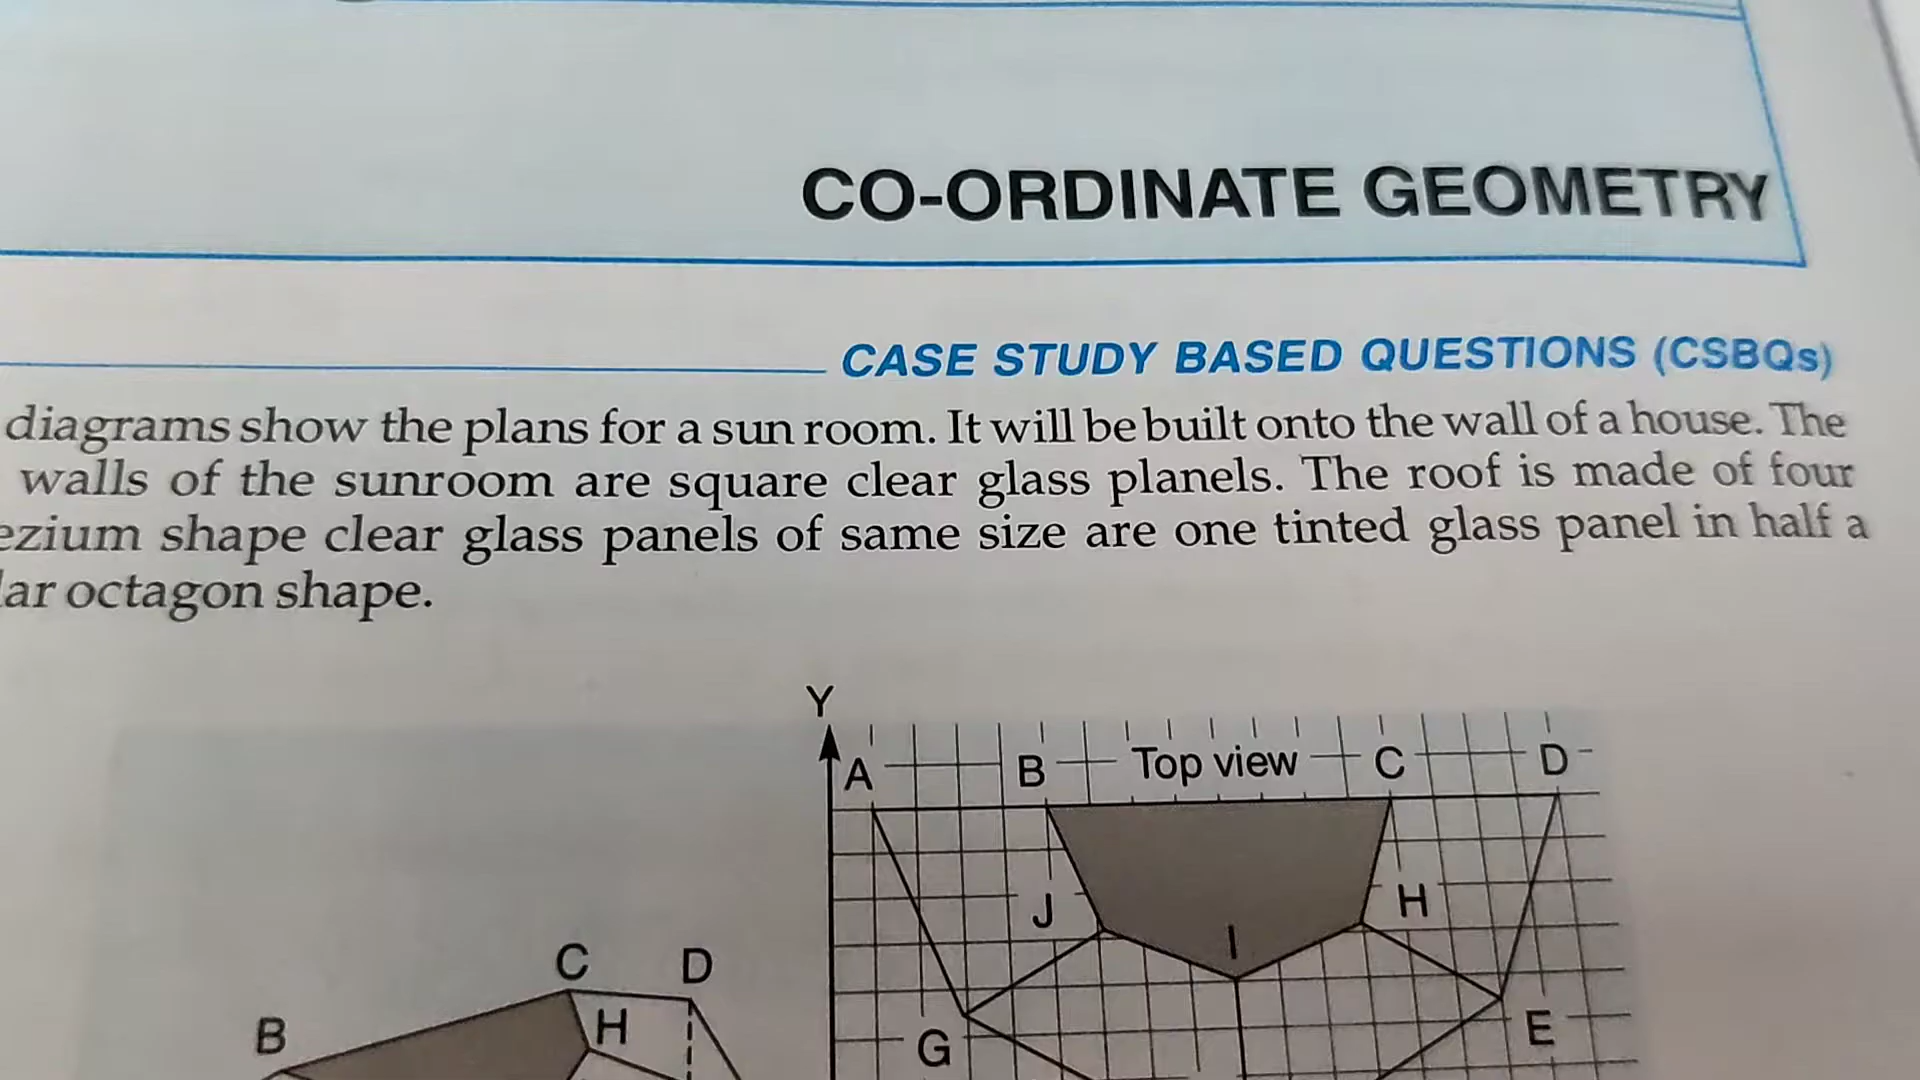 CO-ORDINATE GEOMETRY
CASE STUDY BASED QUESTIONS (CSBQs)
diagrams show the plans for a sun room. It will be built onto the wall of a house. The
walls of the sunroom are square clear glass planels. The roof is made of four
ezium shape clear glass panels of same size are one tinted glass panel in half a
lar octagon shape.
Y
A B Top view C D
J H
I
G E
C D
B H